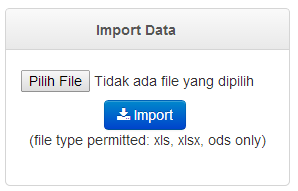 Import Data
Pilih File Tidak ada file yang dipilih
Import
(file type permitted: xls, xlsx, ods only)